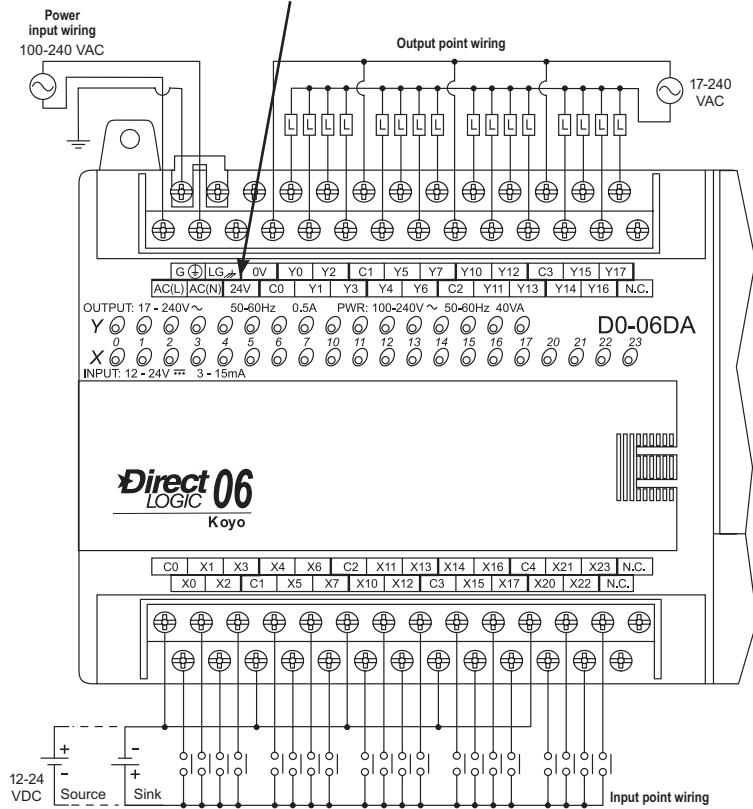 Power
input wiring
100-240 VAC
Output point wiring
17-240
VAC
L L L L L L L L L L L L L L L L
G LG 0V Y0 Y2 C1 Y5 Y7 Y10 Y12 C3 Y15 Y17
AC(L) AC(N) 24V C0 Y1 Y3 Y4 Y6 C2 Y11 Y13 Y14 Y16 N.C.
OUTPUT: 17 - 240V ~ 50-60Hz 0.5A PWR: 100-240V ~ 50-60Hz 40VA
Y
D0-06DA
0 1 2 3 4 5 6 7 10 11 12 13 14 15 16 17 20 21 22 23
X
INPUT: 12 - 24V ⎓ 3 - 15mA
Direct
LOGIC 06
Koyo
C0 X1 X3 X4 X6 C2 X11 X13 X14 X16 C4 X21 X23 N.C.
X0 X2 C1 X5 X7 X10 X12 C3 X15 X17 X20 X22 N.C.
+ -
12-24
VDC
- Source + Sink
Input point wiring